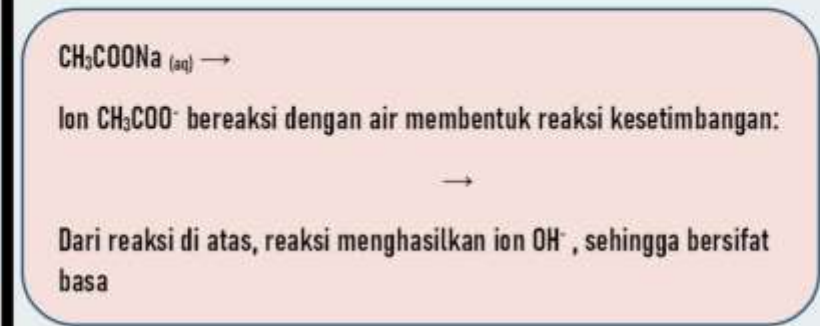 CH₃COONa (aq) →
Ion CH₃COO⁻ bereaksi dengan air membentuk reaksi kesetimbangan:
→
Dari reaksi di atas, reaksi menghasilkan ion OH⁻ , sehingga bersifat
basa